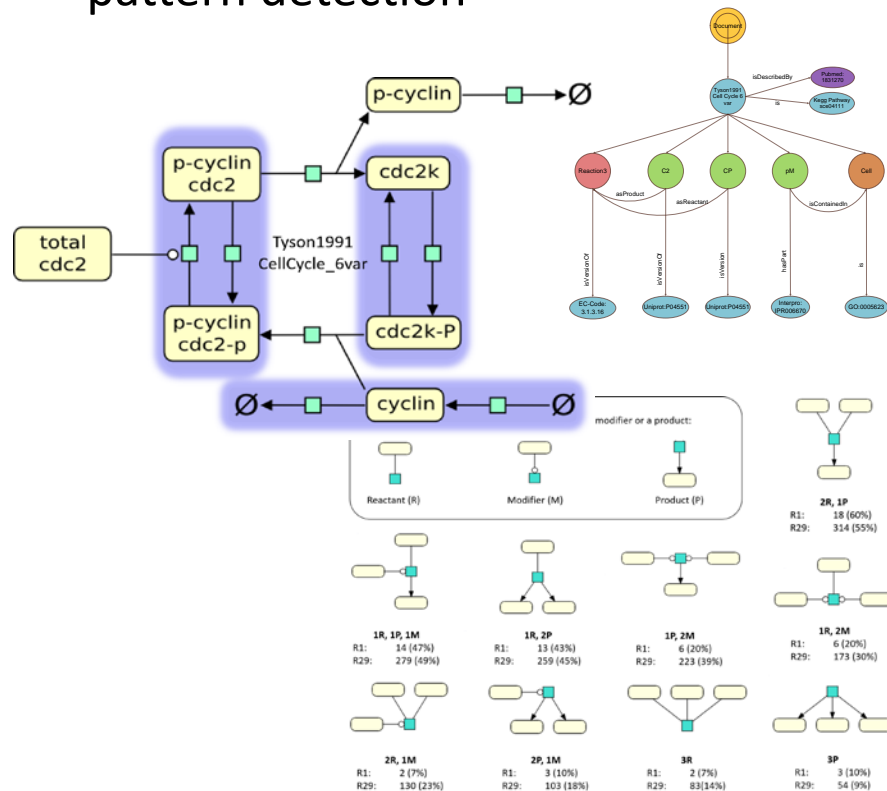 pattern detection
Document
Tyson1991
Cell Cycle 6
var
isDescribedBy
Pubmed:
1831270
is
Kegg Pathway
sce04111
Reaction3
C2
CP
pM
Cell
asProduct
asReactant
isContainedIn
isVersionOf
isVersionOf
isVersion
hasPart
is
EC-Code:
3.1.3.16
Uniprot:P04551
Uniprot:P04551
Interpro:
IPR006670
GO:0005623
p-cyclin
Ø
p-cyclin
cdc2
cdc2k
total
cdc2
Tyson1991
CellCycle_6var
p-cyclin
cdc2-p
cdc2k-P
Ø
cyclin
Ø
modifier or a product:
Reactant (R)
Modifier (M)
Product (P)
2R, 1P
R1: 18 (60%)
R29: 314 (55%)
1R, 1P, 1M
R1: 14 (47%)
R29: 279 (49%)
1R, 2P
R1: 13 (43%)
R29: 259 (45%)
1P, 2M
R1: 6 (20%)
R29: 223 (39%)
1R, 2M
R1: 6 (20%)
R29: 173 (30%)
2R, 1M
R1: 2 (7%)
R29: 130 (23%)
2P, 1M
R1: 3 (10%)
R29: 103 (18%)
3R
R1: 2 (7%)
R29: 83(14%)
3P
R1: 3 (10%)
R29: 54 (9%)